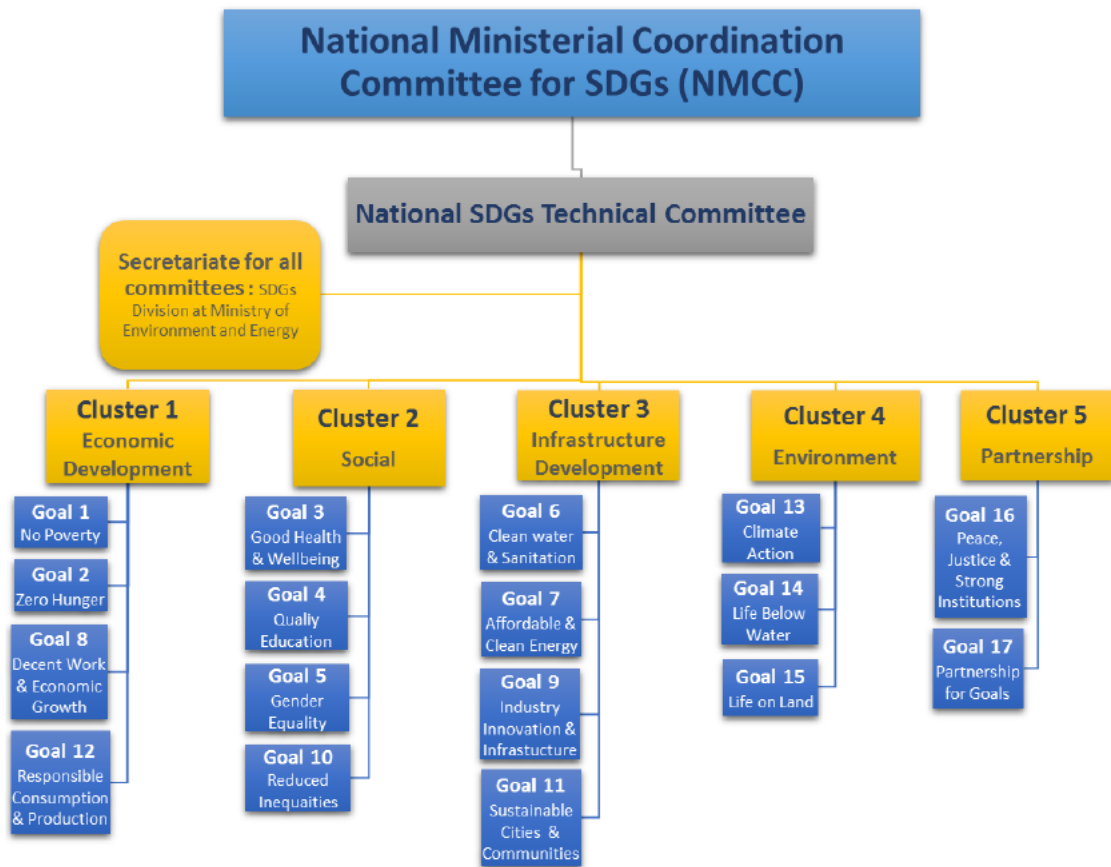 National Ministerial Coordination
Committee for SDGs (NMCC)
National SDGs Technical Committee
Secretariate for all
committees : SDGs
Division at Ministry of
Environment and Energy
Cluster 1
Economic
Development
Goal 1
No Poverty
Goal 2
Zero Hunger
Goal 8
Decent Work
& Economic
Growth
Goal 12
Responsible
Consumption
& Production
Cluster 2
Social
Goal 3
Good Health
& Wellbeing
Goal 4
Qualiy
Education
Goal 5
Gender
Equality
Goal 10
Reduced
Inequaities
Cluster 3
Infrastructure
Development
Goal 6
Clean water
& Sanitation
Goal 7
Affordable &
Clean Energy
Goal 9
Industry
Innovation &
Infrastucture
Goal 11
Sustainable
Cities &
Communities
Cluster 4
Environment
Goal 13
Climate
Action
Goal 14
Life Below
Water
Goal 15
Life on Land
Cluster 5
Partnership
Goal 16
Peace,
Justice &
Strong
Institutions
Goal 17
Partnership
for Goals